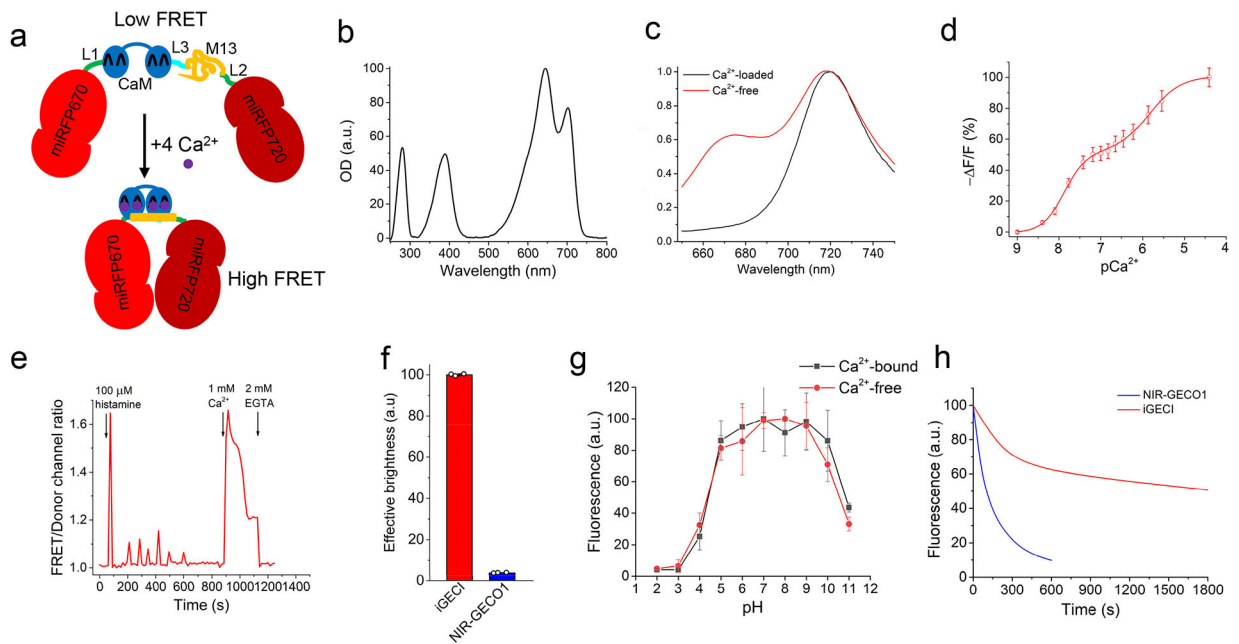 a
Low FRET
L1
L3
M13
CaM
L2
miRFP670
miRFP720
+4 Ca²⁺
miRFP670
miRFP720
High FRET
b
100
80
60
40
20
0
OD (a.u.)
300 400 500 600 700 800
Wavelength (nm)
c
Ca²⁺-loaded
Ca²⁺-free
1.0
0.8
0.6
0.4
0.2
0.0
660 680 700 720 740
Wavelength (nm)
d
100
80
60
40
20
0
−ΔF/F (%)
9 8 7 6 5 4
pCa²⁺
e
100 μM
histamine
1 mM
Ca²⁺
2 mM
EGTA
1.6
1.4
1.2
1.0
FRET/Donor channel ratio
0 200 400 600 800 1000 1200 1400
Time (s)
f
100
80
60
40
20
0
Effective brightness (a.u)
iGECI
NIR-GECO1
g
Ca²⁺-bound
Ca²⁺-free
120
100
80
60
40
20
0
Fluorescence (a.u.)
1 2 3 4 5 6 7 8 9 10 11 12
pH
h
NIR-GECO1
iGECI
100
80
60
40
20
0
Fluorescence (a.u.)
0 600 1200 1800
Time (s)